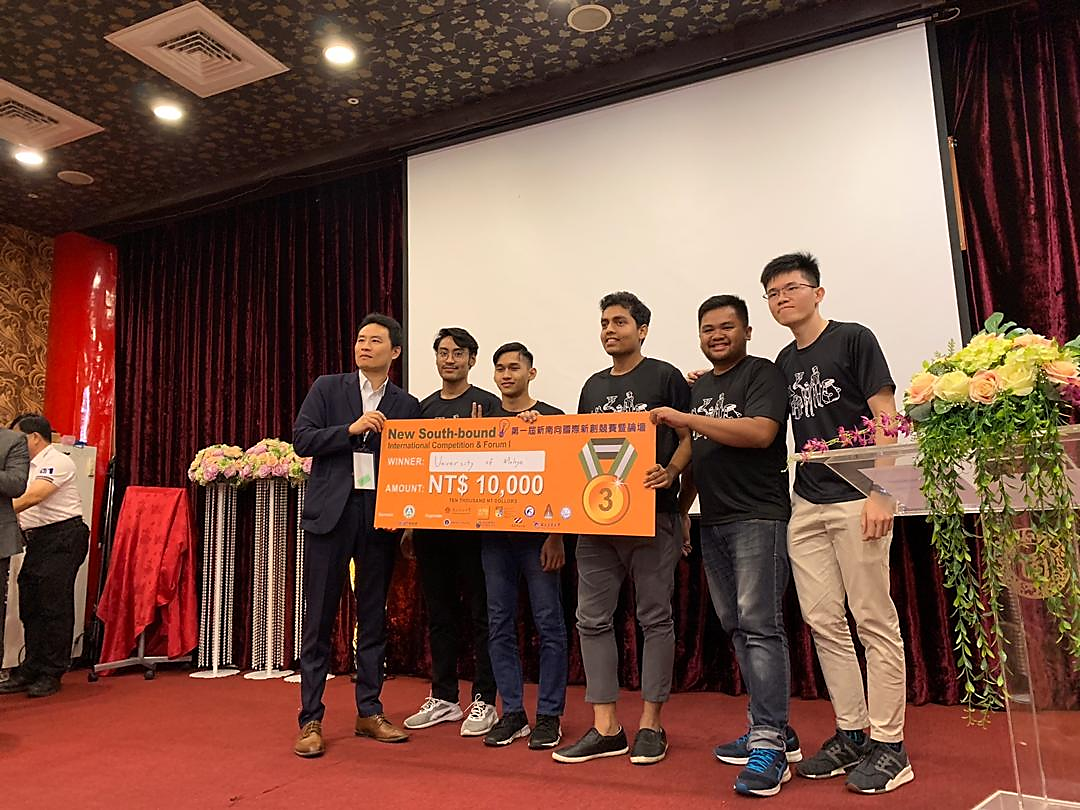 New South-bound
第一屆新南向國際新創競賽暨論壇
International Competition & Forum I
WINNER: University of Malaya
AMOUNT: NT$ 10,000
TEN THOUSAND NT DOLLORS
3